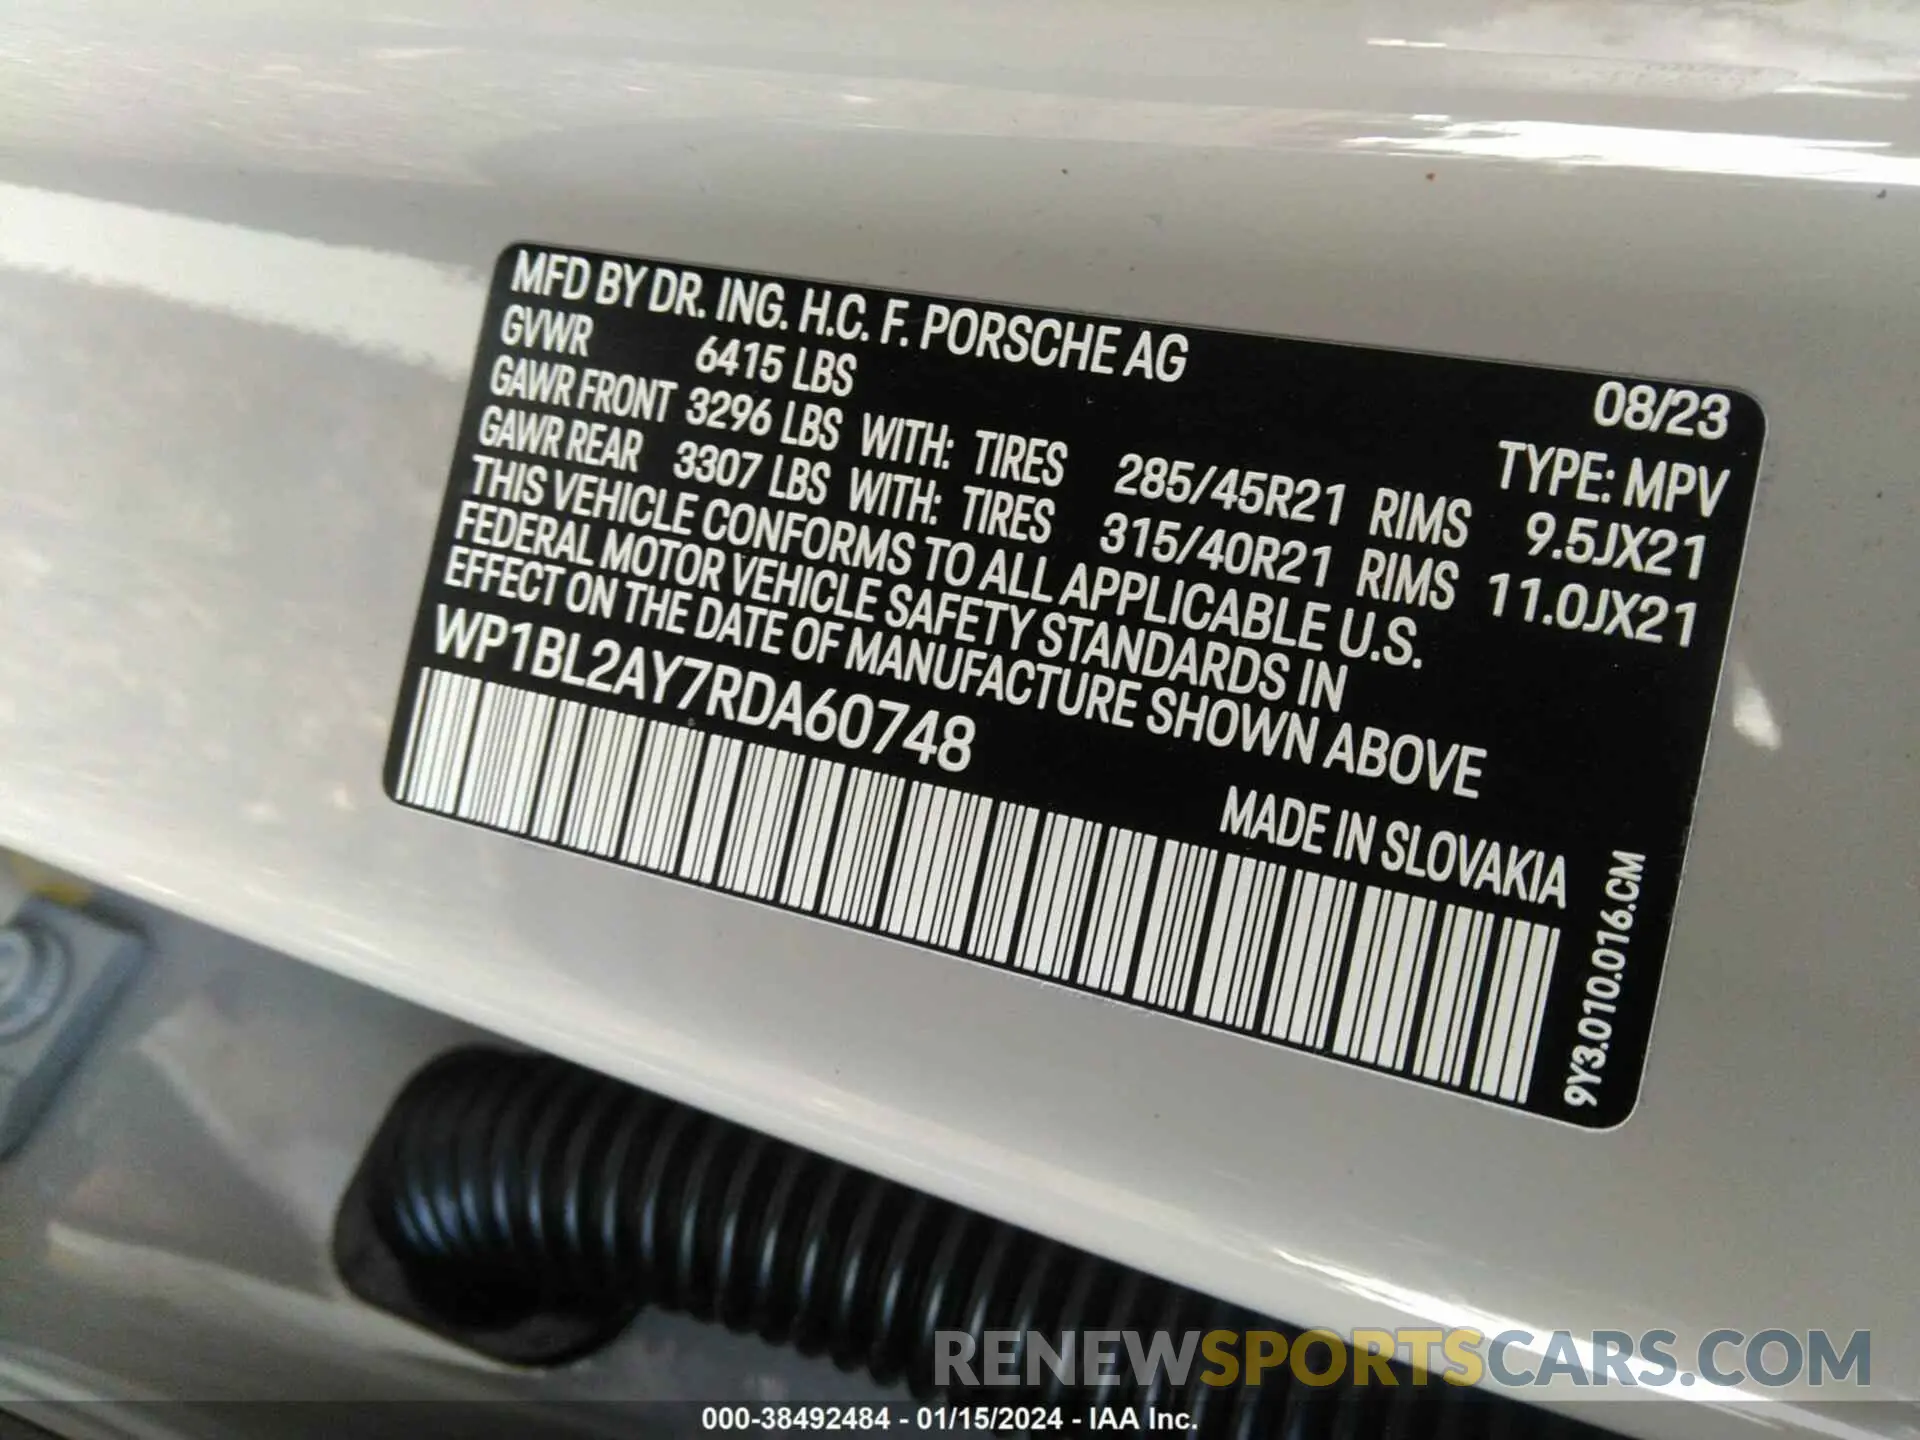 MFD BY DR. ING. H.C. F. PORSCHE AG 08/23
GVWR 6415 LBS TYPE: MPV
GAWR FRONT 3296 LBS WITH: TIRES 285/45R21 RIMS 9.5JX21
GAWR REAR 3307 LBS WITH: TIRES 315/40R21 RIMS 11.0JX21
THIS VEHICLE CONFORMS TO ALL APPLICABLE U.S.
FEDERAL MOTOR VEHICLE SAFETY STANDARDS IN
EFFECT ON THE DATE OF MANUFACTURE SHOWN ABOVE
WP1BL2AY7RDA60748
MADE IN SLOVAKIA
9Y3.010.016.CM
RENEWSPORTSCARS.COM
000-38492484 - 01/15/2024 - IAA Inc.